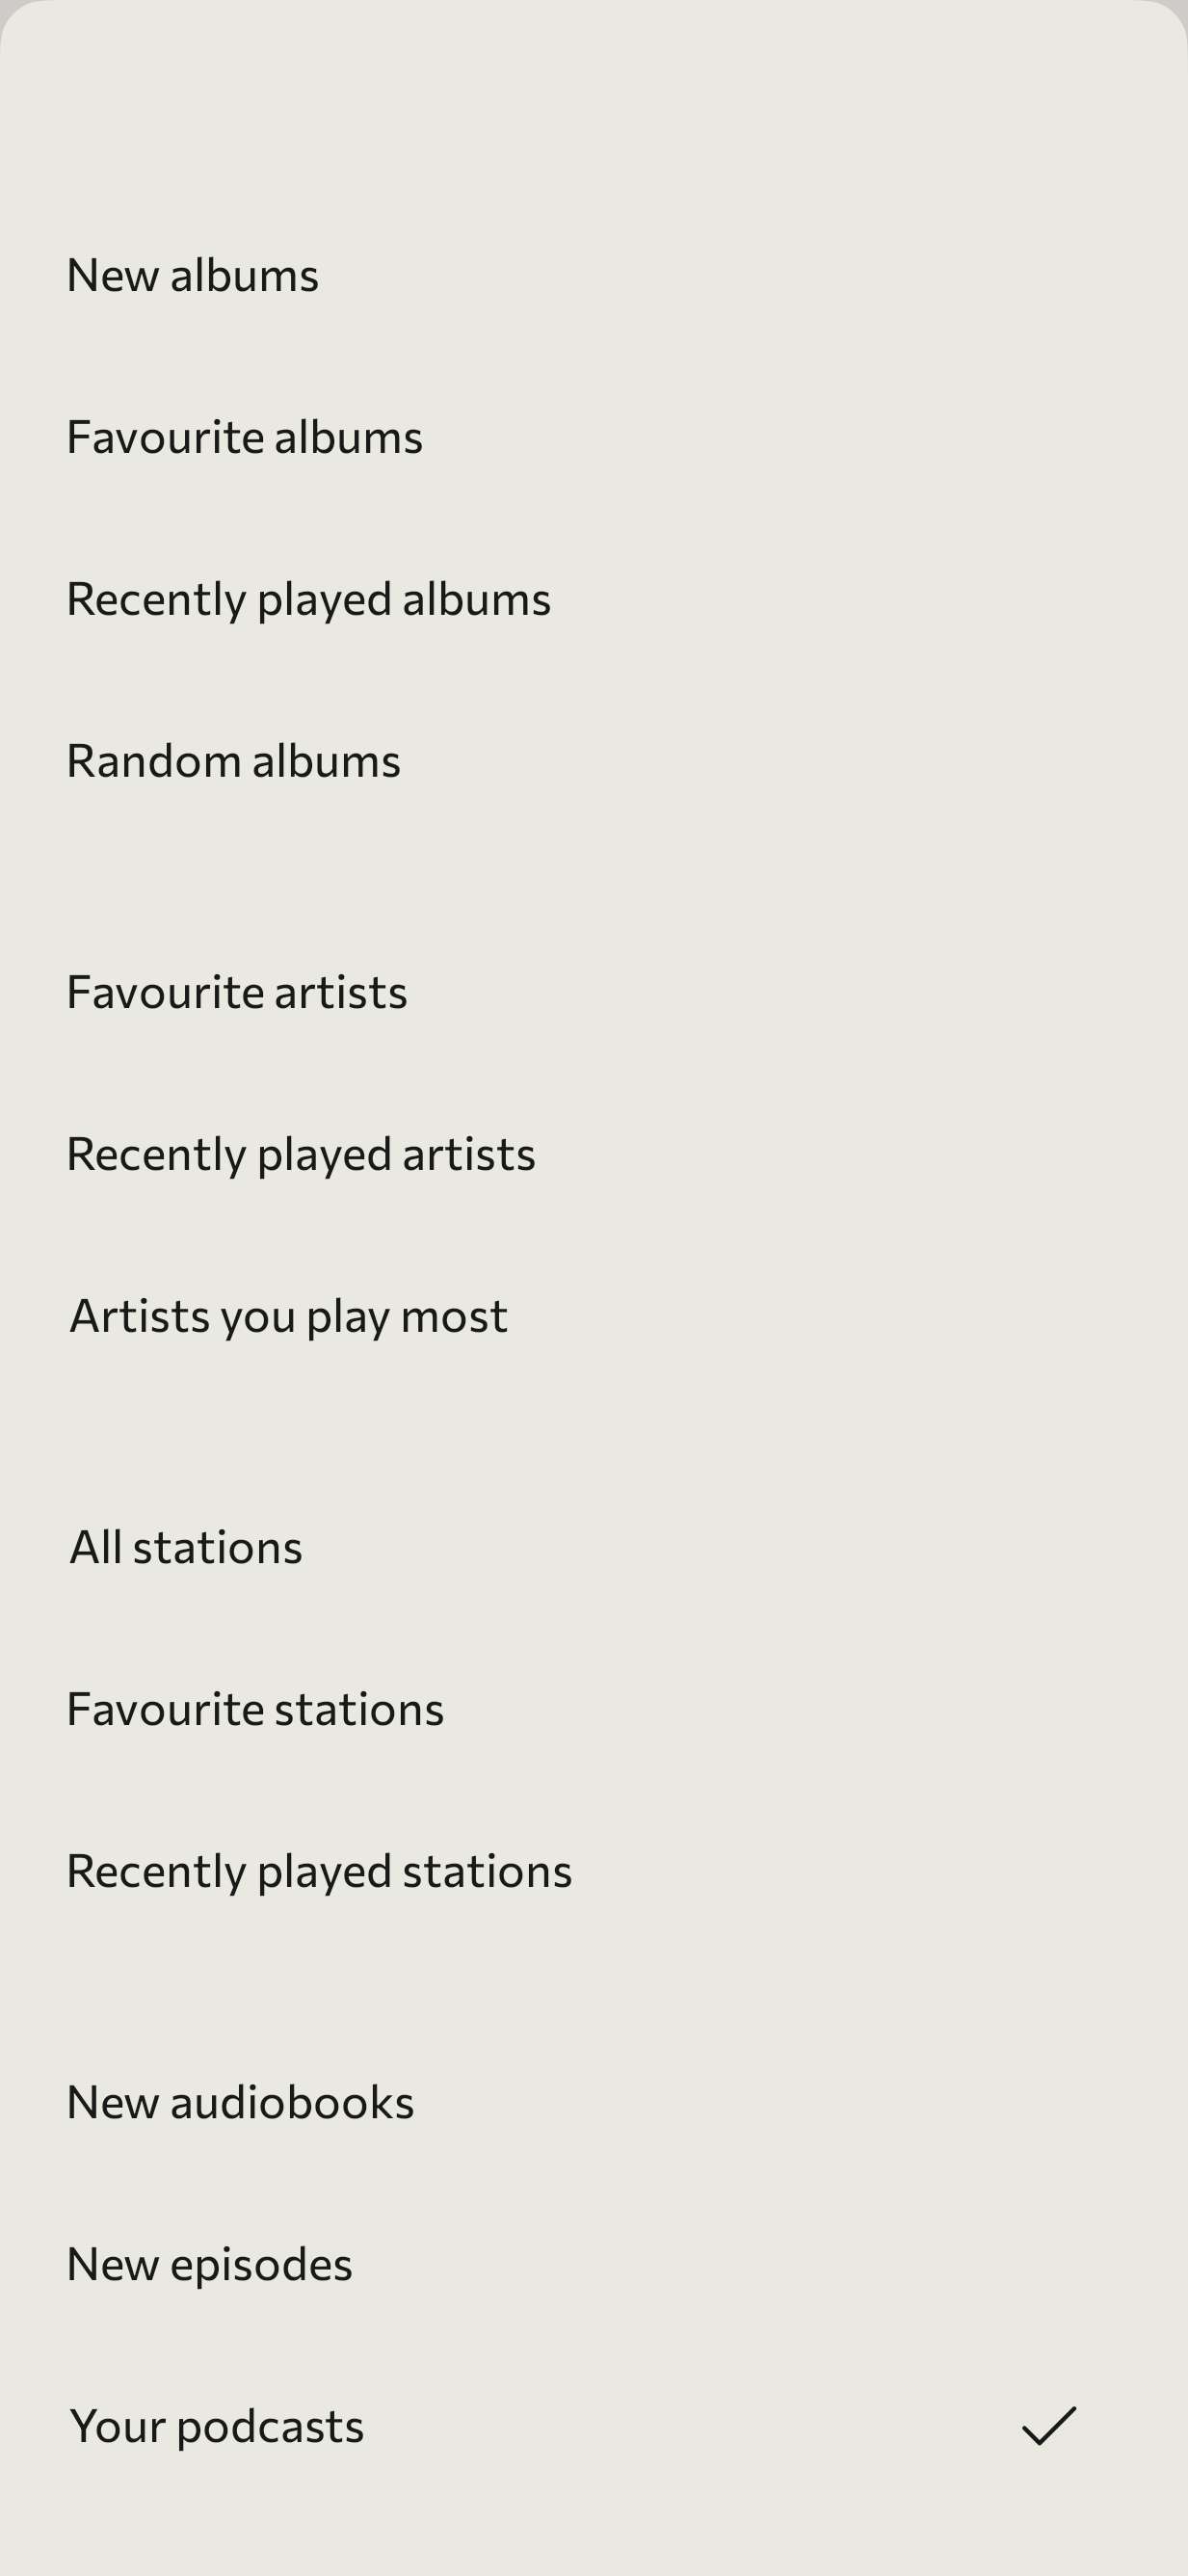 New albums
Favourite albums
Recently played albums
Random albums
Favourite artists
Recently played artists
Artists you play most
All stations
Favourite stations
Recently played stations
New audiobooks
New episodes
Your podcasts